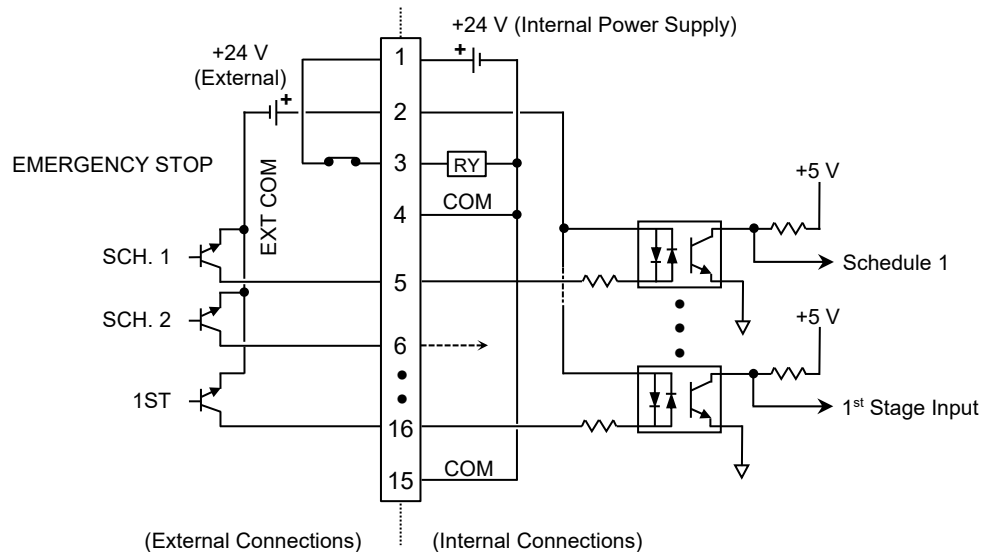 +24 V (Internal Power Supply)
+24 V
(External)
+
+
1
2
EMERGENCY STOP
3
RY
EXT COM
COM
4
+5 V
SCH. 1
5
Schedule 1
SCH. 2
6
+5 V
1ST
16
1st Stage Input
COM
15
(External Connections)
(Internal Connections)